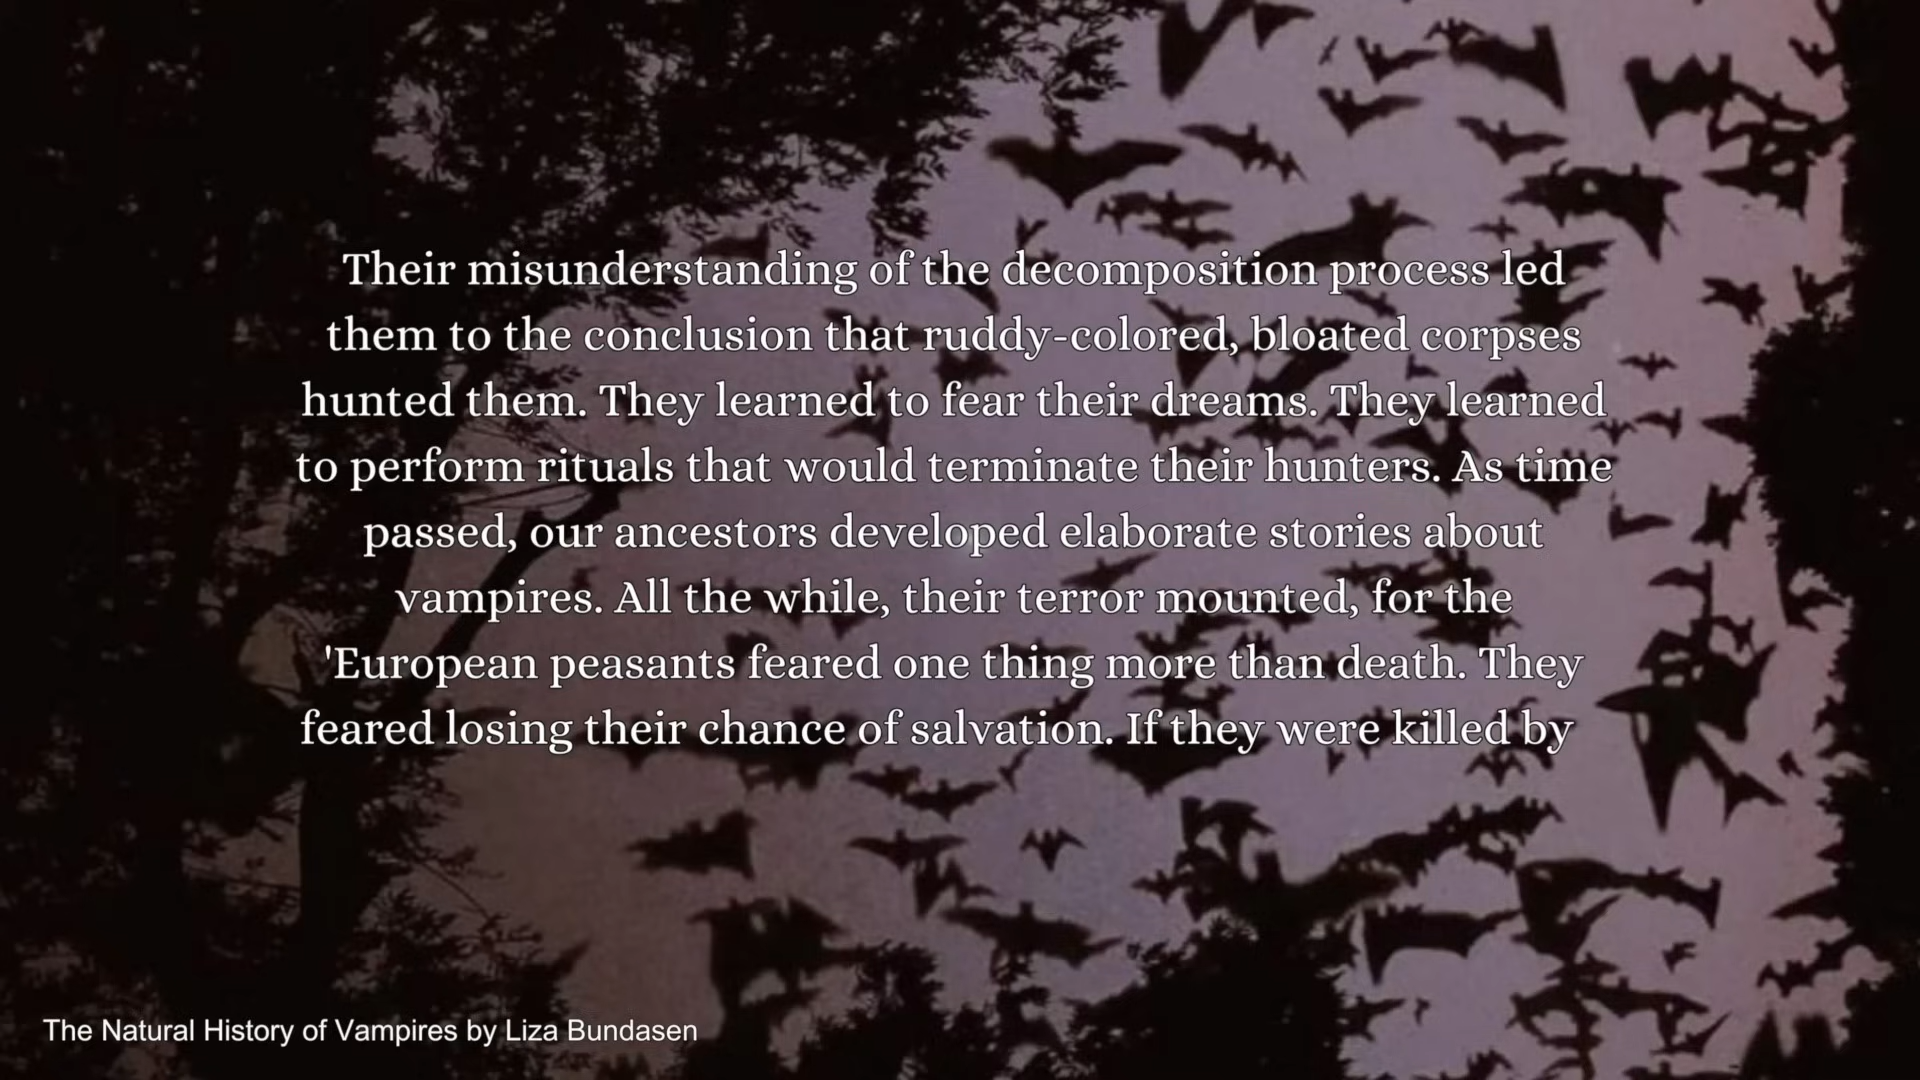 Their misunderstanding of the decomposition process led
them to the conclusion that ruddy-colored, bloated corpses
hunted them. They learned to fear their dreams. They learned
to perform rituals that would terminate their hunters. As time
passed, our ancestors developed elaborate stories about
vampires. All the while, their terror mounted, for the
'European peasants feared one thing more than death. They
feared losing their chance of salvation. If they were killed by
The Natural History of Vampires by Liza Bundasen